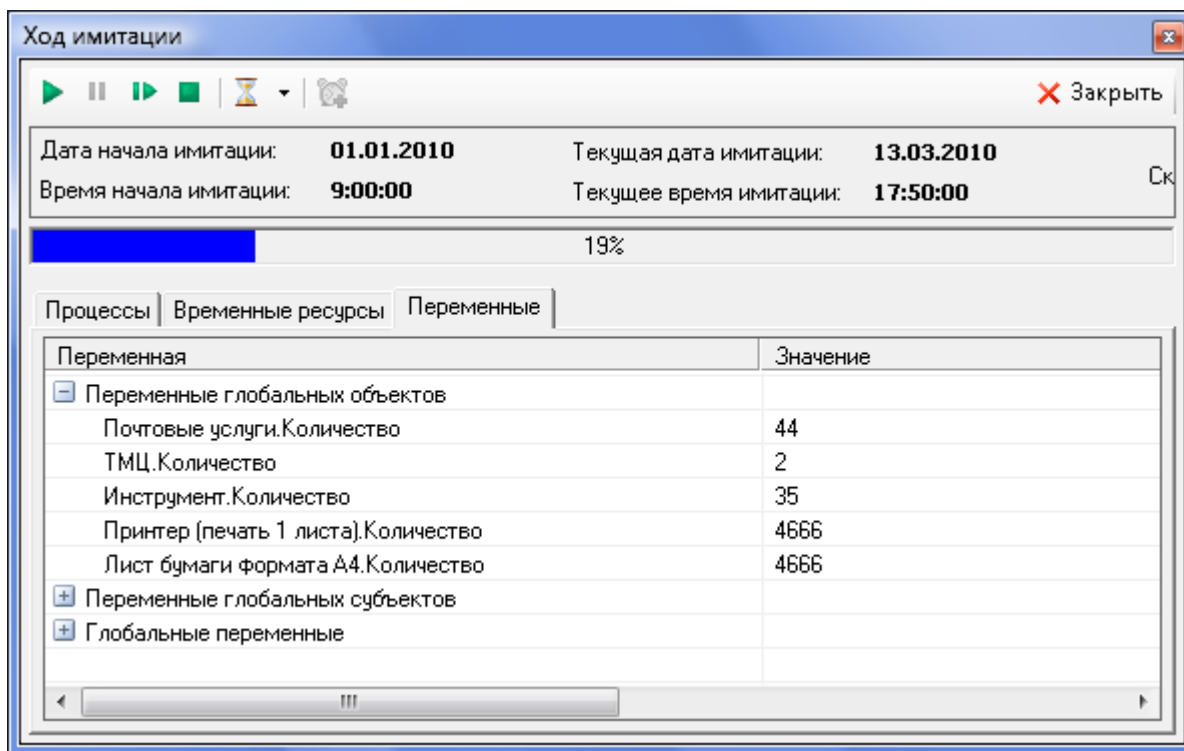 Ход имитации
Закрыть
Дата начала имитации: 01.01.2010 Текущая дата имитации: 13.03.2010
Ск
Время начала имитации: 9:00:00 Текущее время имитации: 17:50:00
19%
Процессы Временные ресурсы Переменные
Переменная Значение
Переменные глобальных объектов
Почтовые услуги.Количество 44
ТМЦ.Количество 2
Инструмент.Количество 35
Принтер (печать 1 листа).Количество 4666
Лист бумаги формата А4.Количество 4666
Переменные глобальных субъектов
Глобальные переменные